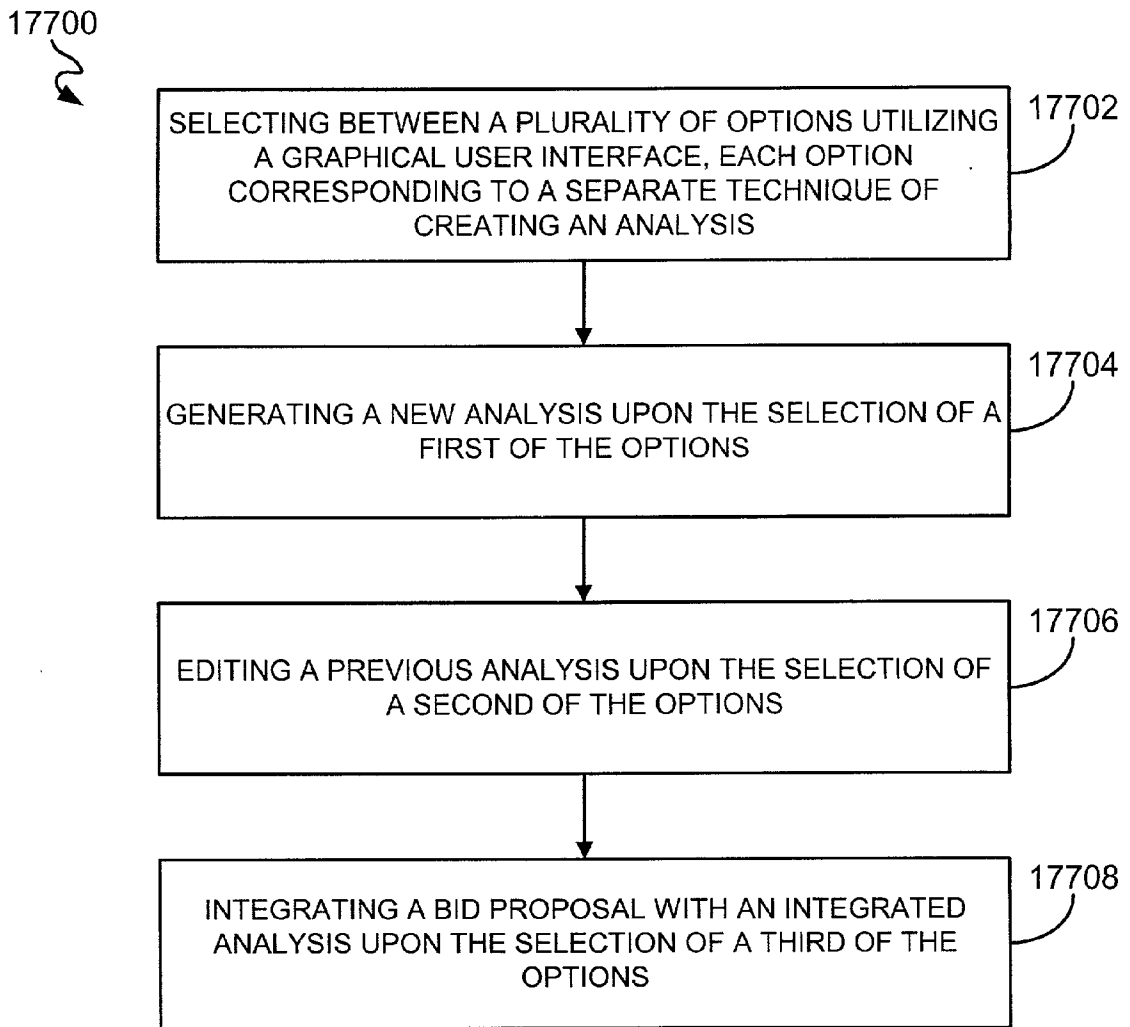 17700
SELECTING BETWEEN A PLURALITY OF OPTIONS UTILIZING
A GRAPHICAL USER INTERFACE, EACH OPTION
CORRESPONDING TO A SEPARATE TECHNIQUE OF
CREATING AN ANALYSIS
17702
GENERATING A NEW ANALYSIS UPON THE SELECTION OF A
FIRST OF THE OPTIONS
17704
EDITING A PREVIOUS ANALYSIS UPON THE SELECTION OF
A SECOND OF THE OPTIONS
17706
INTEGRATING A BID PROPOSAL WITH AN INTEGRATED
ANALYSIS UPON THE SELECTION OF A THIRD OF THE
OPTIONS
17708